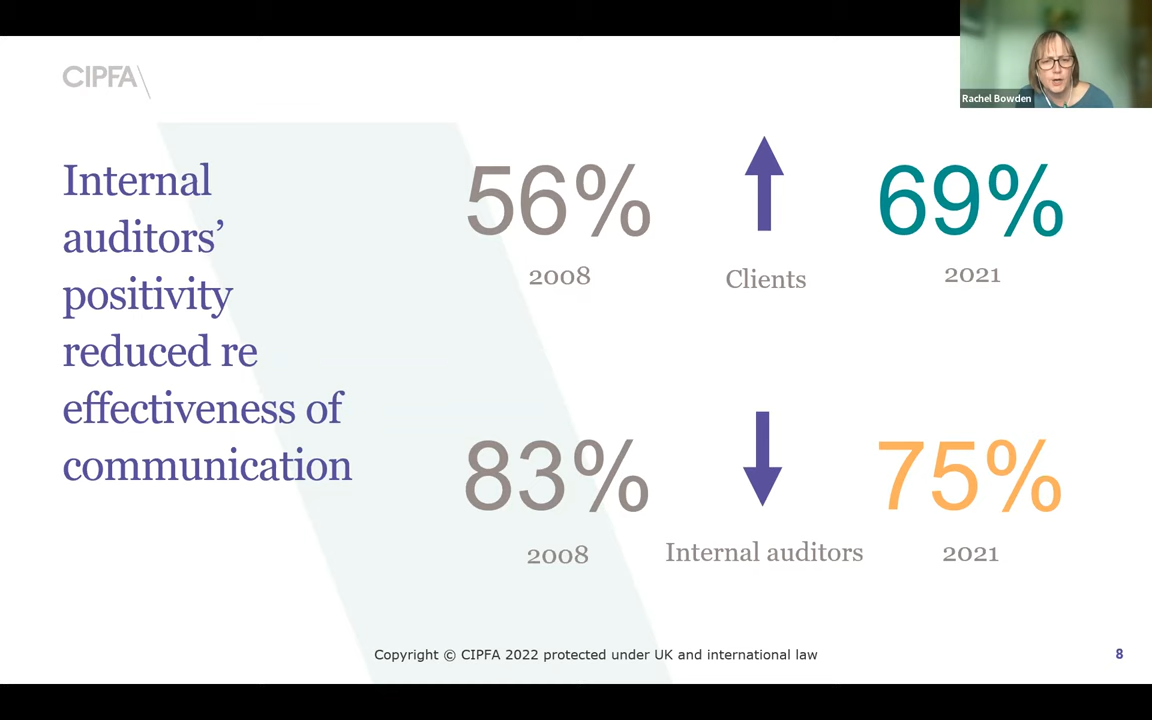 CIPFA
Rachel Bowden
Internal
auditors’
positivity
reduced re
effectiveness of
communication
56%
69%
2008
Clients
2021
83%
75%
2008
Internal auditors
2021
Copyright © CIPFA 2022 protected under UK and international law
8